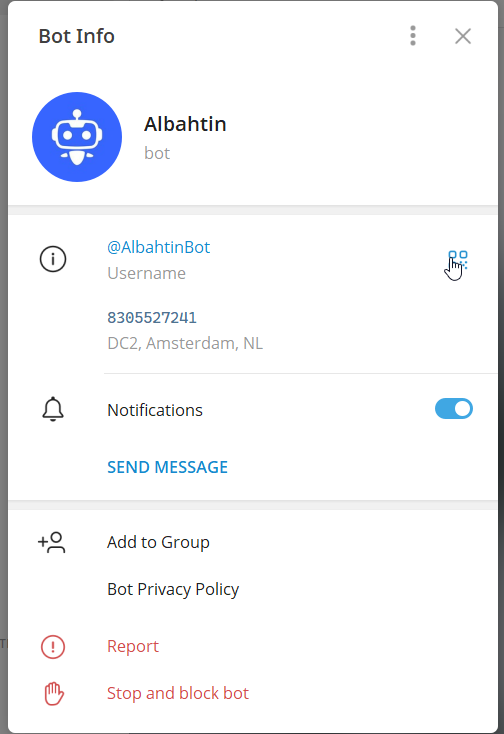 Bot Info
Albahtin
bot
@AlbahtinBot
Username
8305527241
DC2, Amsterdam, NL
Notifications
SEND MESSAGE
Add to Group
Bot Privacy Policy
Report
Stop and block bot